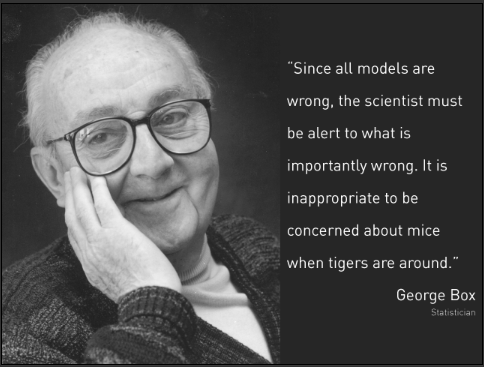 "Since all models are
wrong, the scientist must
be alert to what is
importantly wrong. It is
inappropriate to be
concerned about mice
when tigers are around."
George Box
Statistician